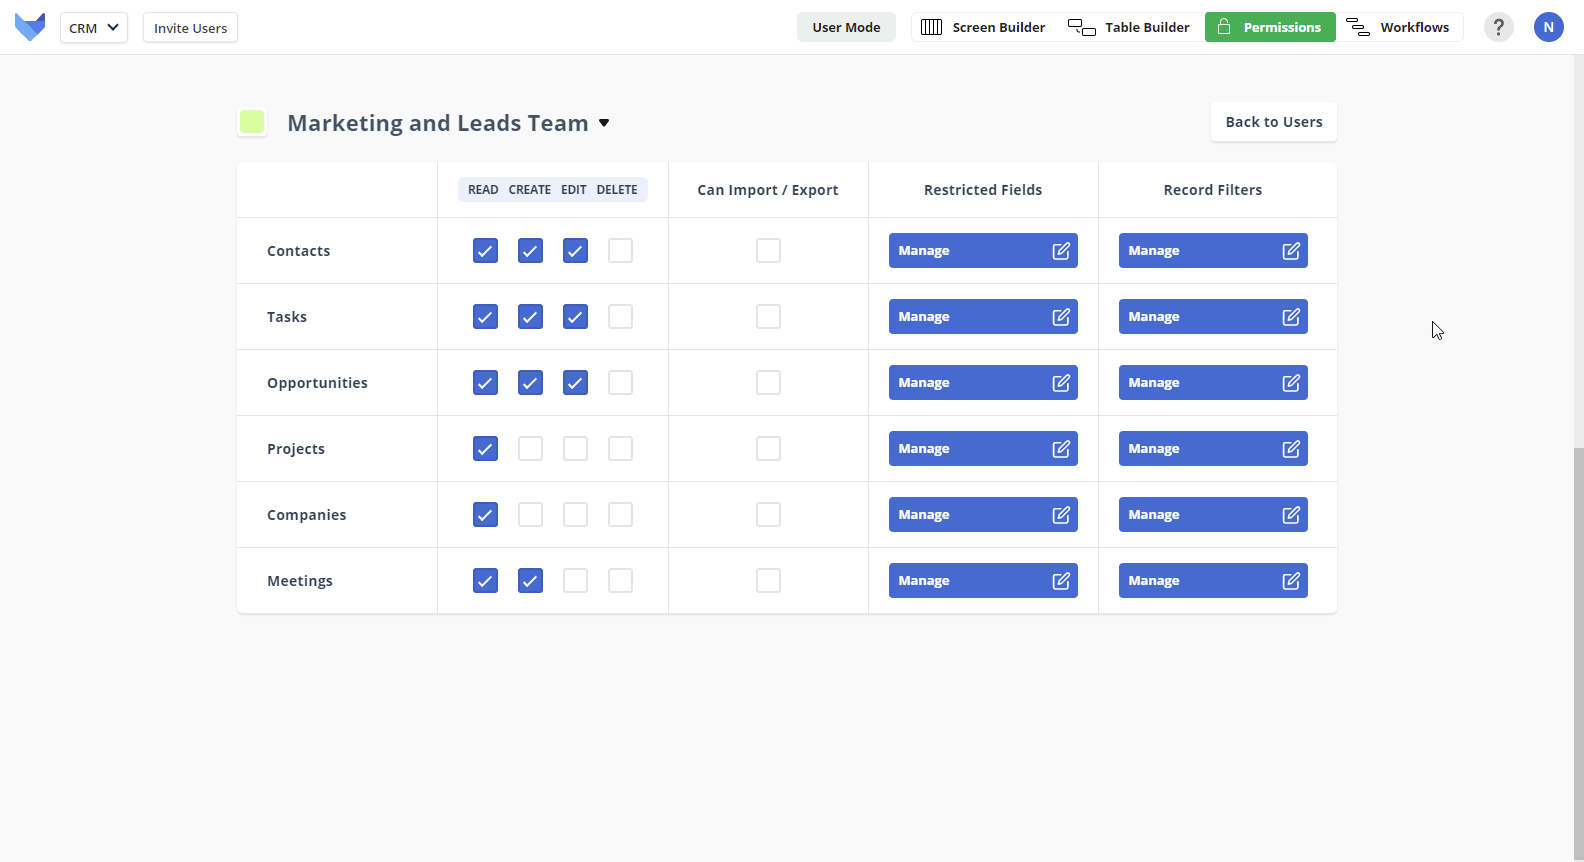 CRM
Invite Users
User Mode
Screen Builder
Table Builder
Permissions
Workflows
?
N
Marketing and Leads Team
Back to Users
READ CREATE EDIT DELETE
Can Import / Export
Restricted Fields
Record Filters
Contacts
Manage
Manage
Tasks
Manage
Manage
Opportunities
Manage
Manage
Projects
Manage
Manage
Companies
Manage
Manage
Meetings
Manage
Manage